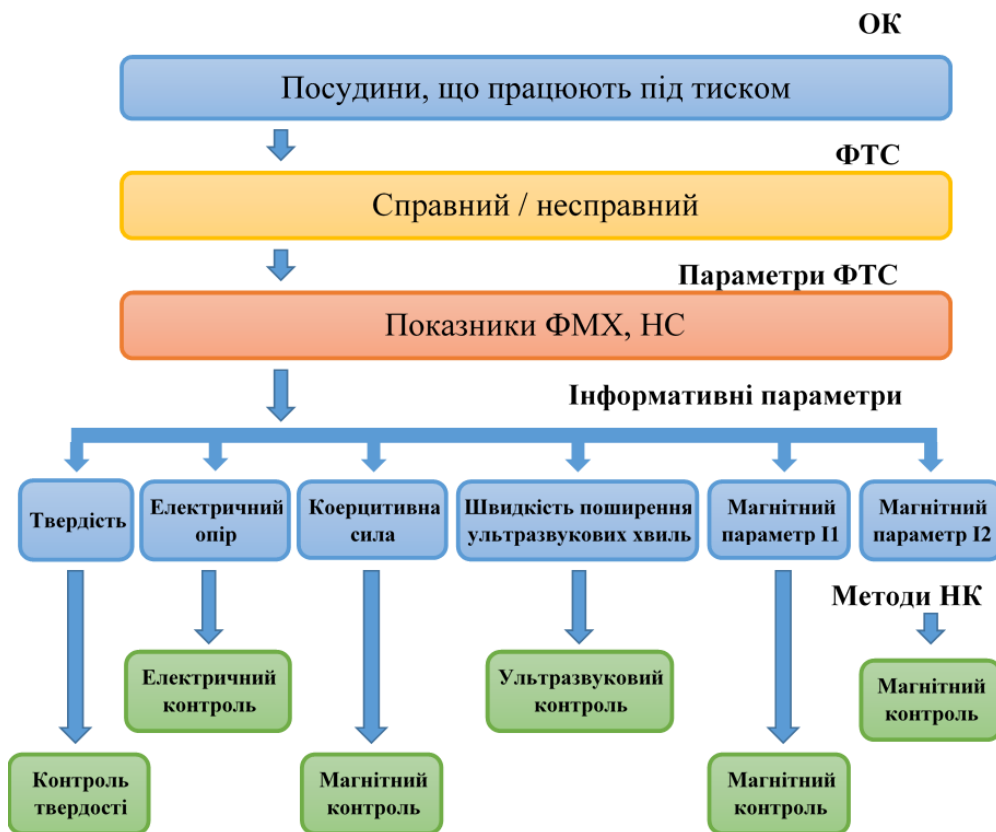 ОК
Посудини, що працюють під тиском
ФТС
Справний / несправний
Параметри ФТС
Показники ФМХ, НС
Інформативні параметри
Твердість
Електричний
опір
Коерцитивна
сила
Швидкість поширення
ультразвукових хвиль
Магнітний
параметр І1
Магнітний
параметр І2
Методи НК
Електричний
контроль
Ультразвуковий
контроль
Магнітний
контроль
Контроль
твердості
Магнітний
контроль
Магнітний
контроль